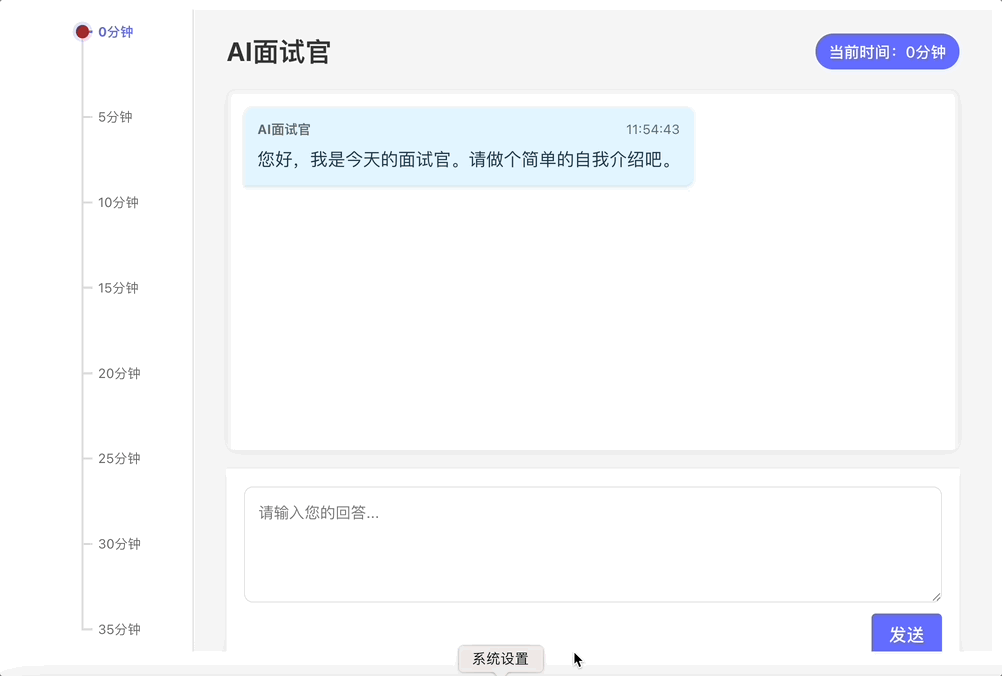 0分钟
5分钟
10分钟
15分钟
20分钟
25分钟
30分钟
35分钟
AI面试官
当前时间：0分钟
AI面试官
11:54:43
您好，我是今天的面试官。请做个简单的自我介绍吧。
请输入您的回答...
发送
系统设置